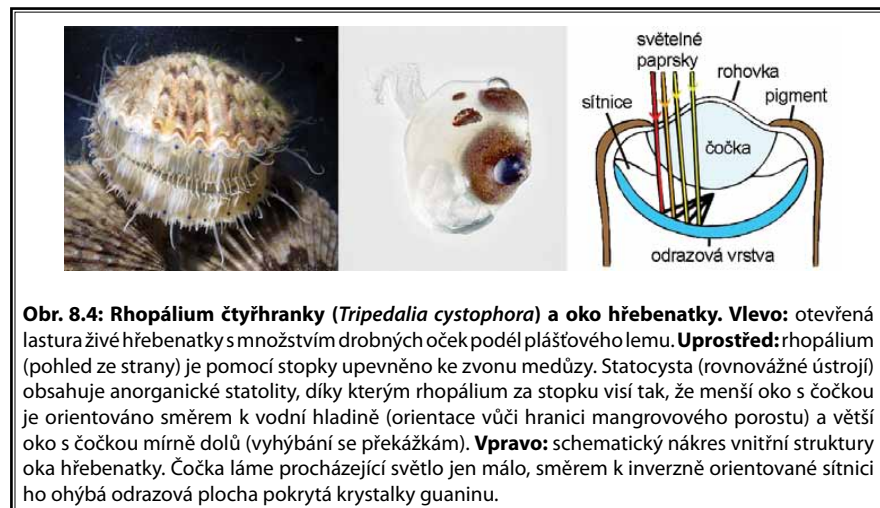 světelné
paprsky
rohovka
sítnice
pigment
čočka
odrazová vrstva
Obr. 8.4: Rhopálium čtyřhranky (Tripedalia cystophora) a oko hřebenatky. Vlevo: otevřená
lastura živé hřebenatky s množstvím drobných oček podél plášťového lemu. Uprostřed: rhopálium
(pohled ze strany) je pomocí stopky upevněno ke zvonu medůzy. Statocysta (rovnovážné ústrojí)
obsahuje anorganické statolity, díky kterým rhopálium za stopku visí tak, že menší oko s čočkou
je orientováno směrem k vodní hladině (orientace vůči hranici mangrovového porostu) a větší
oko s čočkou mírně dolů (vyhýbání se překážkám). Vpravo: schematický nákres vnitřní struktury
oka hřebenatky. Čočka láme procházející světlo jen málo, směrem k inverzně orientované sítnici
ho ohýbá odrazová plocha pokrytá krystalky guaninu.